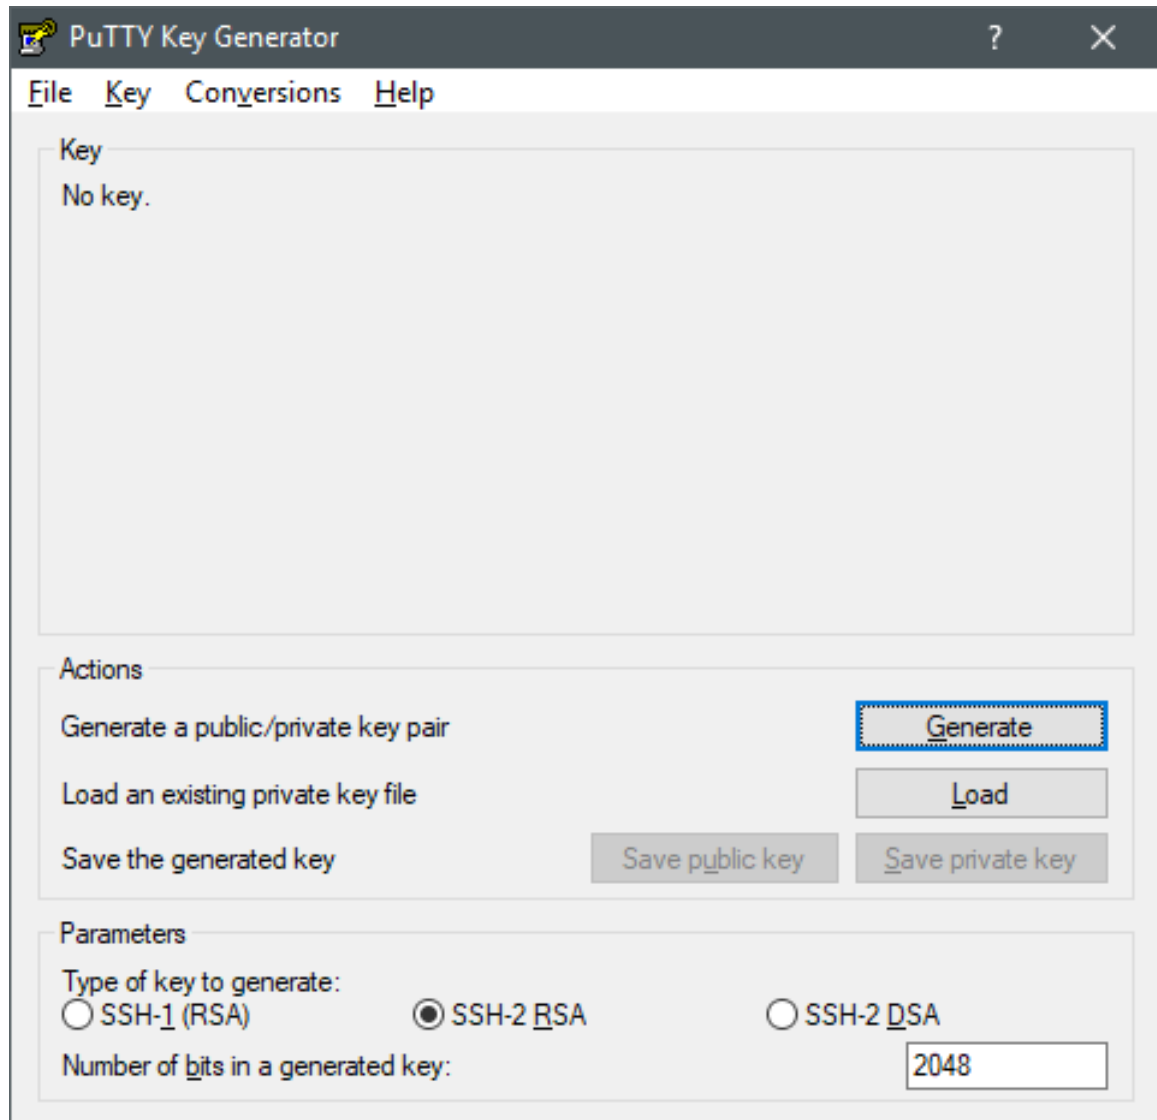 PuTTY Key Generator ?
File Key Conversions Help
Key
No key.
Actions
Generate a public/private key pair Generate
Load an existing private key file Load
Save the generated key Save public key Save private key
Parameters
Type of key to generate:
SSH-1 (RSA) SSH-2 RSA SSH-2 DSA
Number of bits in a generated key: 2048